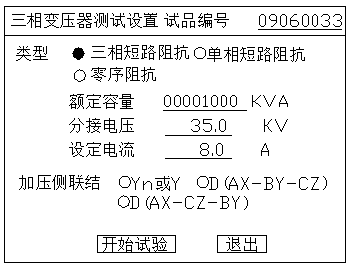 三相变压器测试设置 试品编号 09060033
类型 ●三相短路阻抗 ○单相短路阻抗
○零序阻抗
额定容量 00001000 KVA
分接电压 35.0 KV
设定电流 8.0 A
加压侧联结 ○Yn或Y ○D(AX-BY-CZ)
○D(AX-CZ-BY)
开始试验 退出